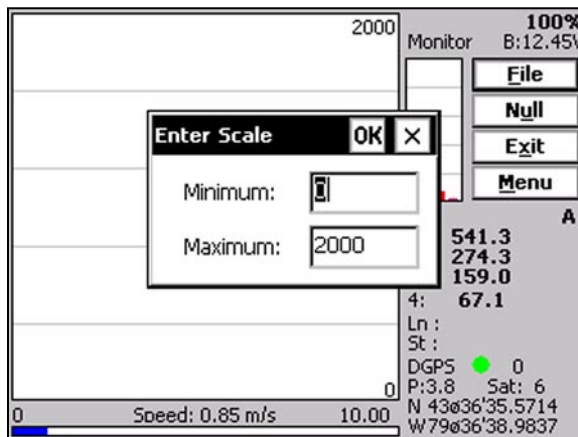 2000
100%
Monitor B:12.45V
File
Null
Exit
Menu
Enter Scale OK ×
Minimum: 0
Maximum: 2000
A
541.3
274.3
159.0
4: 67.1
Ln :
St :
DGPS 0
P:3.8 Sat: 6
N 43ø36'35.5714
W79ø36'38.9837
0
0 Speed: 0.85 m/s 10.00